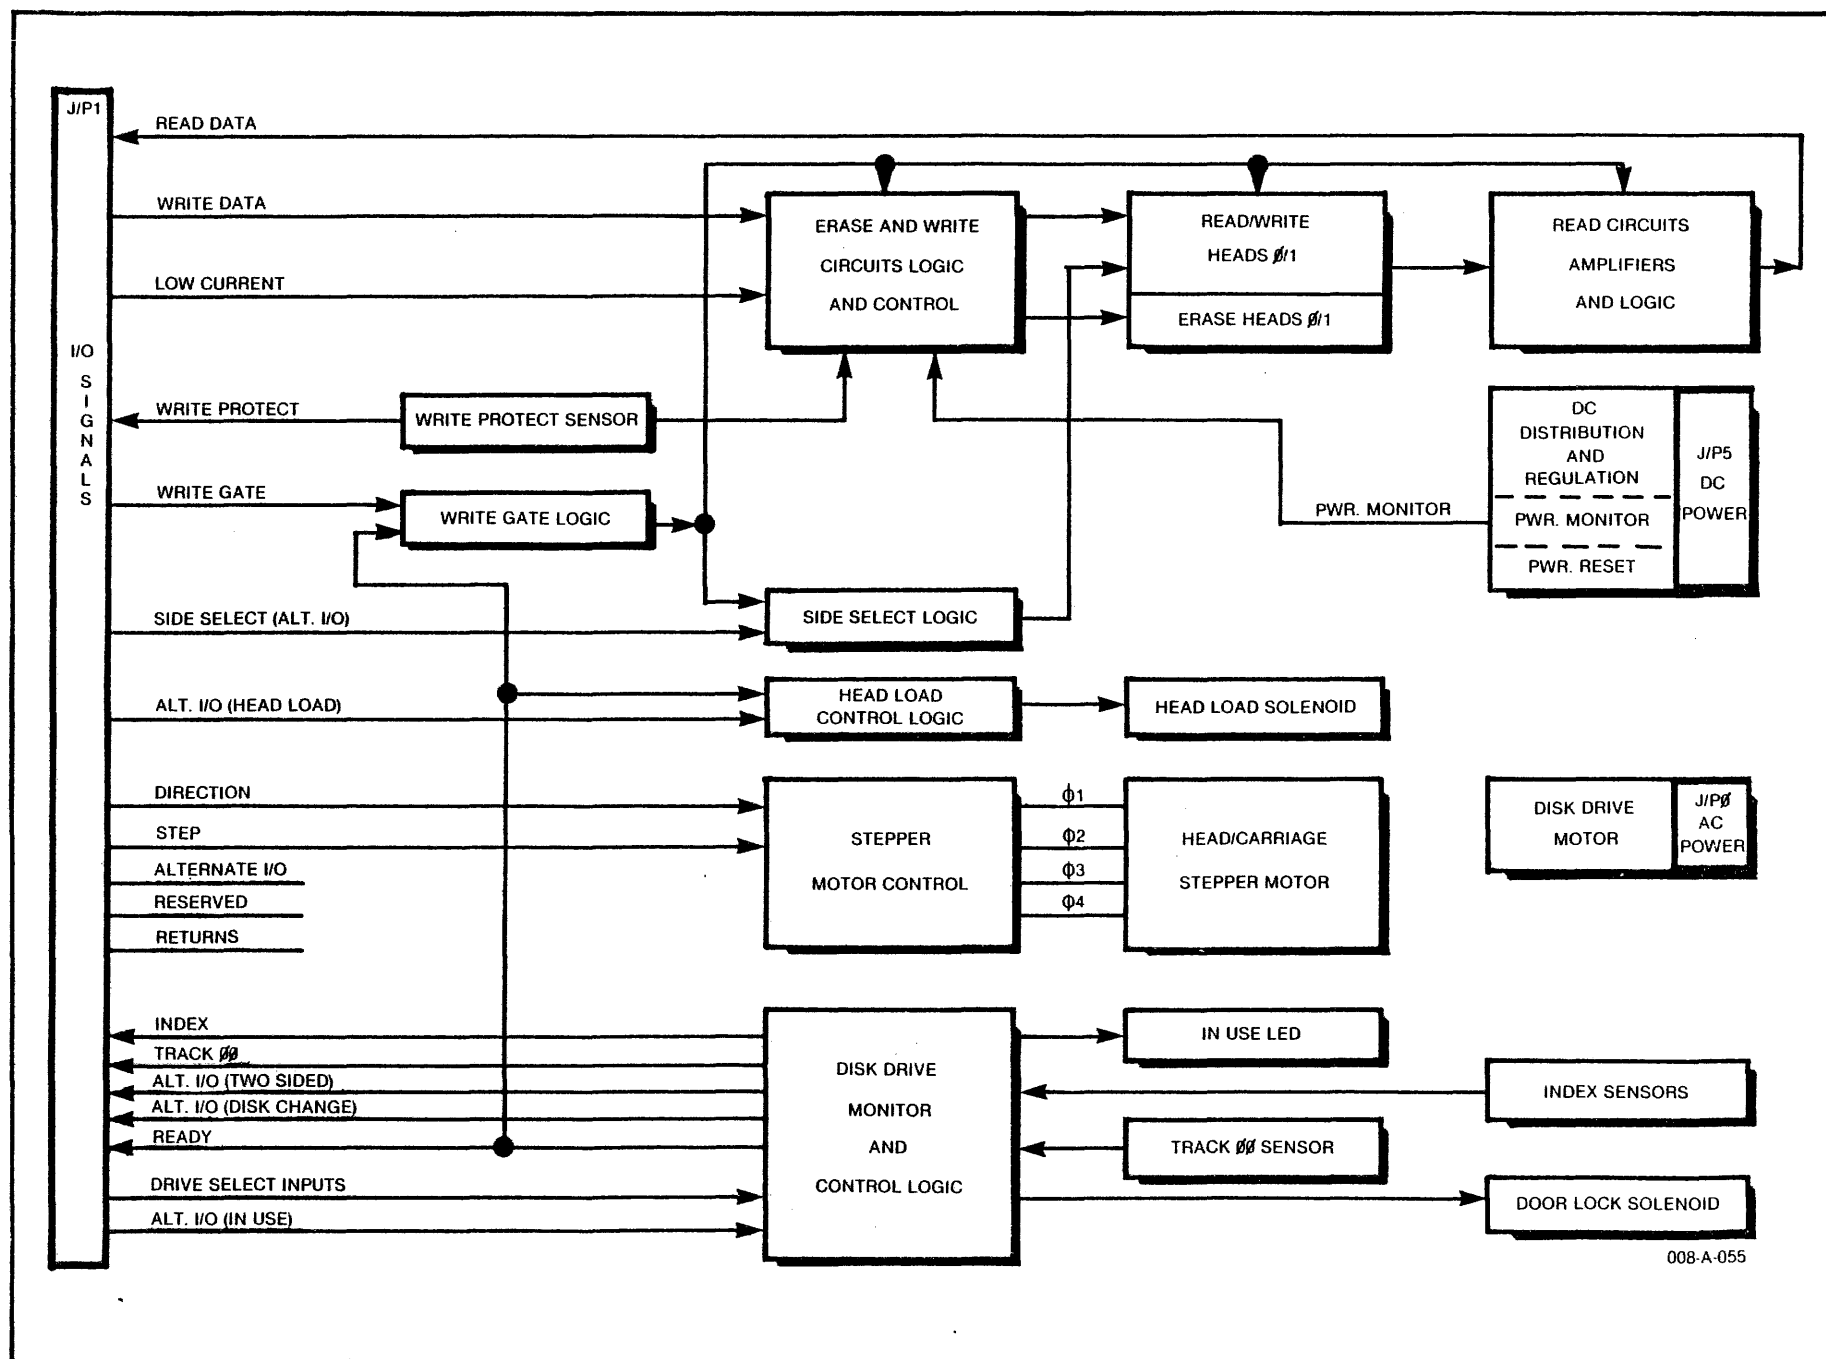 J/P1
I/O
SIGNALS
READ DATA
WRITE DATA
LOW CURRENT
WRITE PROTECT
WRITE GATE
SIDE SELECT (ALT. I/O)
ALT. I/O (HEAD LOAD)
DIRECTION
STEP
ALTERNATE I/O
RESERVED
RETURNS
INDEX
TRACK ØØ
ALT. I/O (TWO SIDED)
ALT. I/O (DISK CHANGE)
READY
DRIVE SELECT INPUTS
ALT. I/O (IN USE)
WRITE PROTECT SENSOR
WRITE GATE LOGIC
ERASE AND WRITE
CIRCUITS LOGIC
AND CONTROL
SIDE SELECT LOGIC
HEAD LOAD
CONTROL LOGIC
STEPPER
MOTOR CONTROL
DISK DRIVE
MONITOR
AND
CONTROL LOGIC
READ/WRITE
HEADS Ø/1
ERASE HEADS Ø/1
PWR. MONITOR
HEAD LOAD SOLENOID
ϕ1
ϕ2
ϕ3
ϕ4
HEAD/CARRIAGE
STEPPER MOTOR
IN USE LED
TRACK ØØ SENSOR
READ CIRCUITS
AMPLIFIERS
AND LOGIC
DC
DISTRIBUTION
AND
REGULATION
PWR. MONITOR
PWR. RESET
J/P5
DC
POWER
DISK DRIVE
MOTOR
J/PØ
AC
POWER
INDEX SENSORS
DOOR LOCK SOLENOID
008-A-055